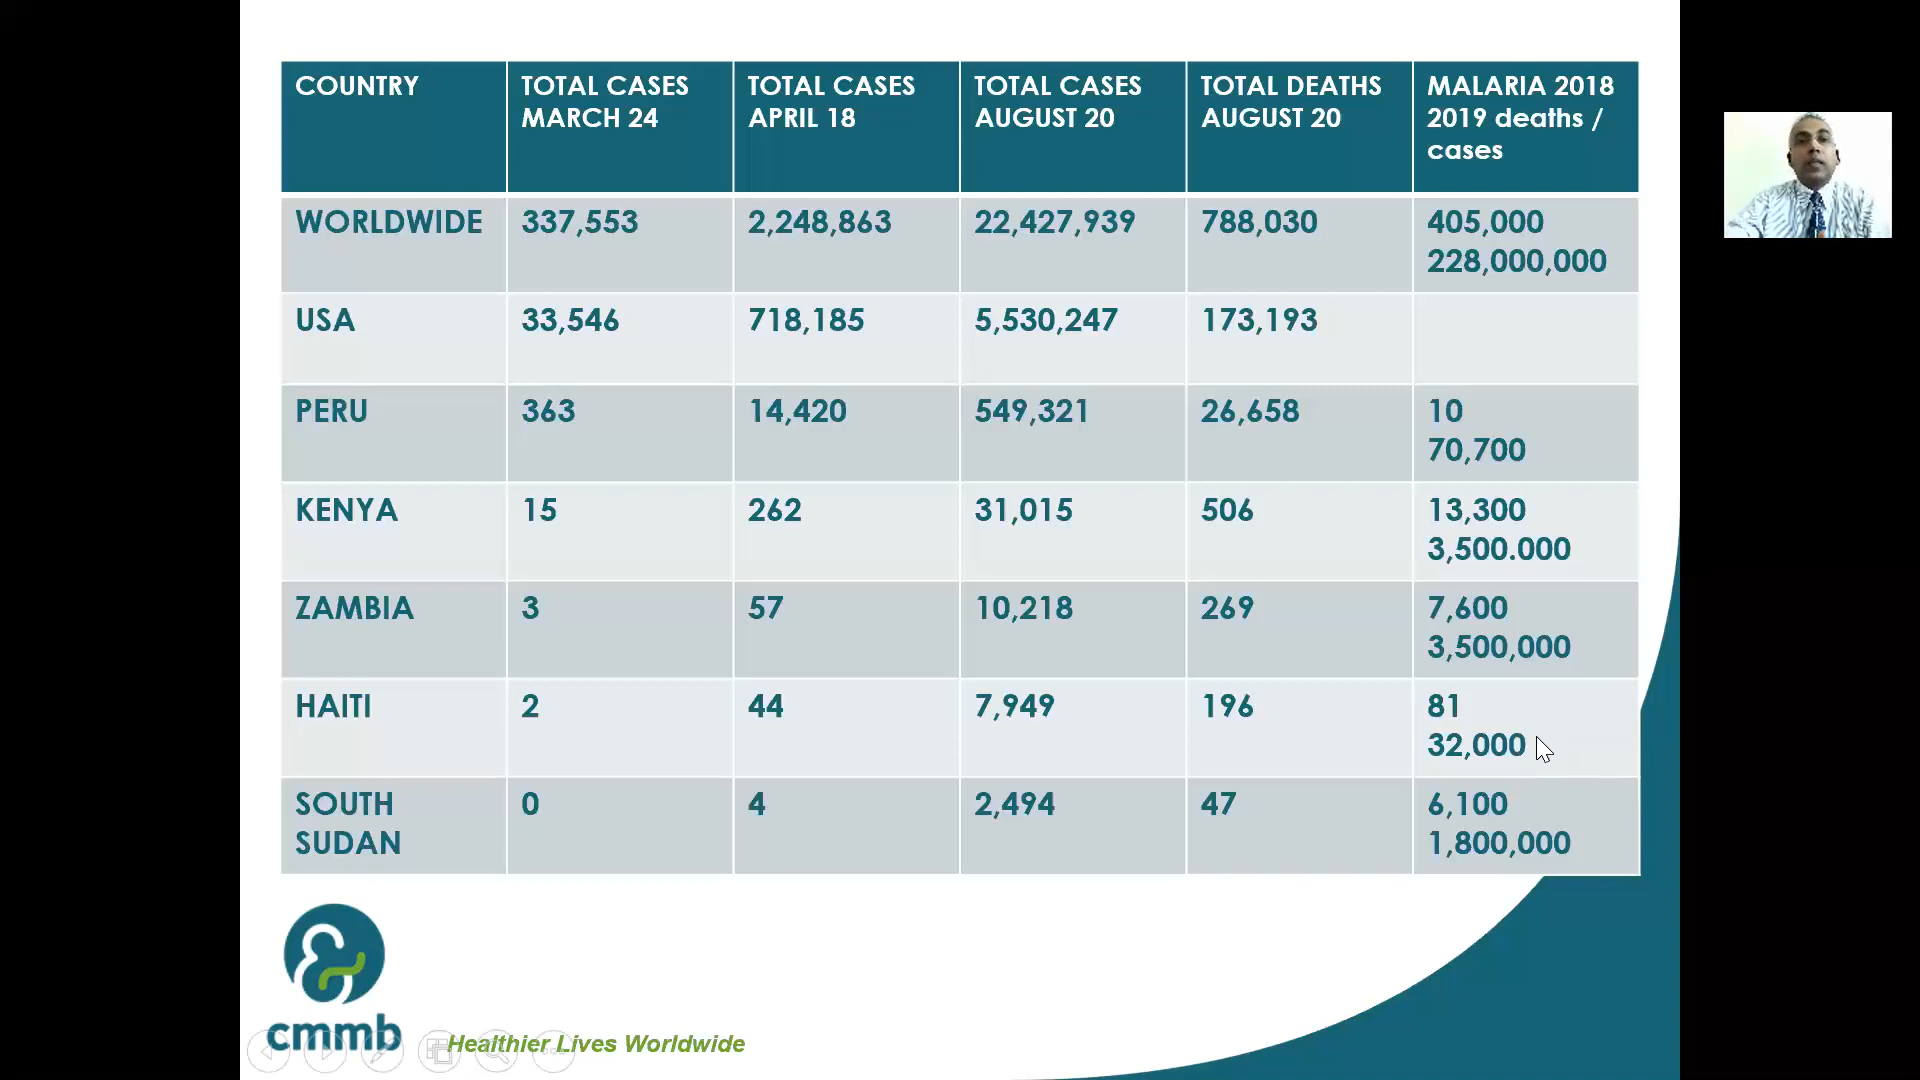 COUNTRY
TOTAL CASES
MARCH 24
TOTAL CASES
APRIL 18
TOTAL CASES
AUGUST 20
TOTAL DEATHS
AUGUST 20
MALARIA 2018
2019 deaths /
cases
WORLDWIDE
337,553
2,248,863
22,427,939
788,030
405,000
228,000,000
USA
33,546
718,185
5,530,247
173,193
PERU
363
14,420
549,321
26,658
10
70,700
KENYA
15
262
31,015
506
13,300
3,500.000
ZAMBIA
3
57
10,218
269
7,600
3,500,000
HAITI
2
44
7,949
196
81
32,000
SOUTH
SUDAN
0
4
2,494
47
6,100
1,800,000
cmmb
Healthier Lives Worldwide